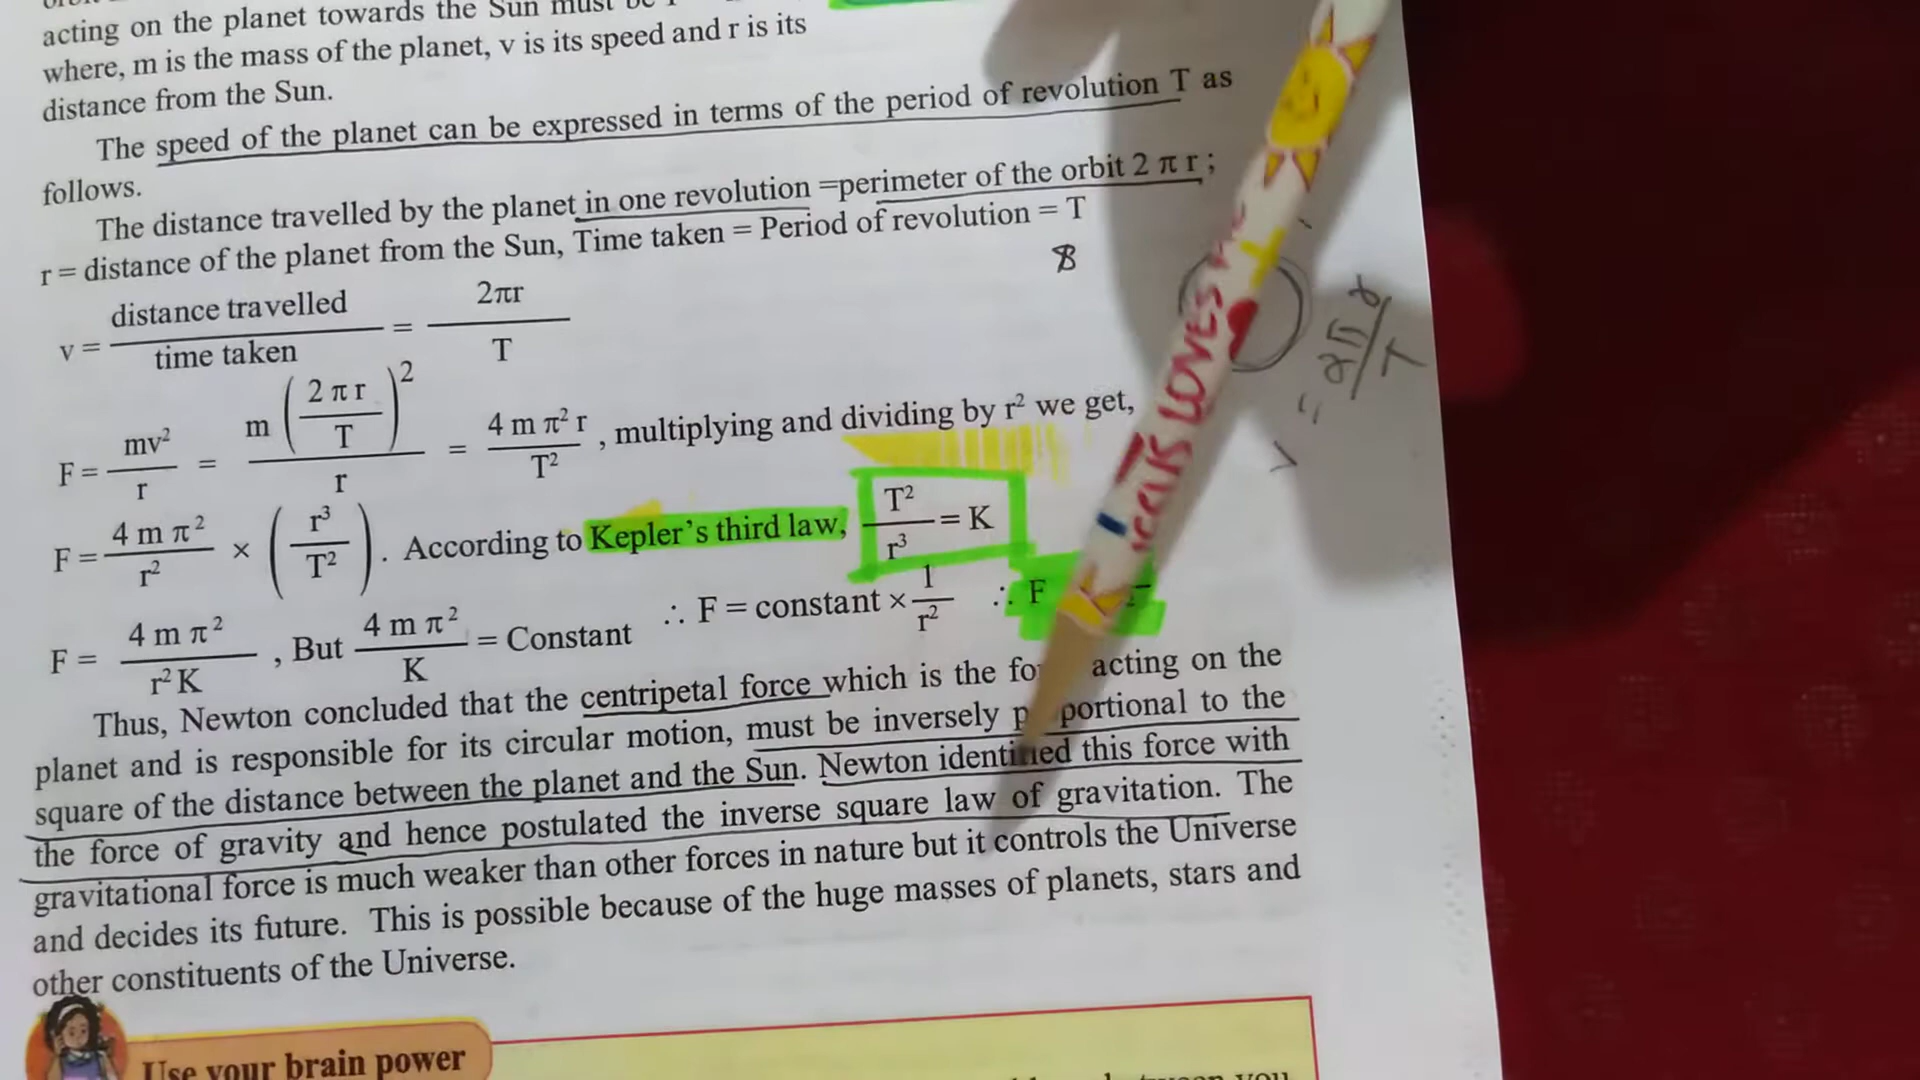 acting on the planet towards the Sun must be
where, m is the mass of the planet, v is its speed and r is its
distance from the Sun.
The speed of the planet can be expressed in terms of the period of revolution T as
follows.
The distance travelled by the planet in one revolution =perimeter of the orbit 2 π r ;
r = distance of the planet from the Sun, Time taken = Period of revolution = T
v = distance travelled / time taken = 2πr / T
F = mv² / r = m (2 π r / T)² / r = 4 m π² r / T² , multiplying and dividing by r² we get,
F = 4 m π² / r² × (r³ / T²) . According to Kepler's third law, T² / r³ = K
F = 4 m π² / r² K , But 4 m π² / K = Constant ∴ F = constant × 1 / r² ∴ F
Thus, Newton concluded that the centripetal force which is the acting on the
planet and is responsible for its circular motion, must be inversely proportional to the
square of the distance between the planet and the Sun. Newton identified this force with
the force of gravity and hence postulated the inverse square law of gravitation. The
gravitational force is much weaker than other forces in nature but it controls the Universe
and decides its future. This is possible because of the huge masses of planets, stars and
other constituents of the Universe.
Use your brain power
between you
v = 2π r / T
LOVES